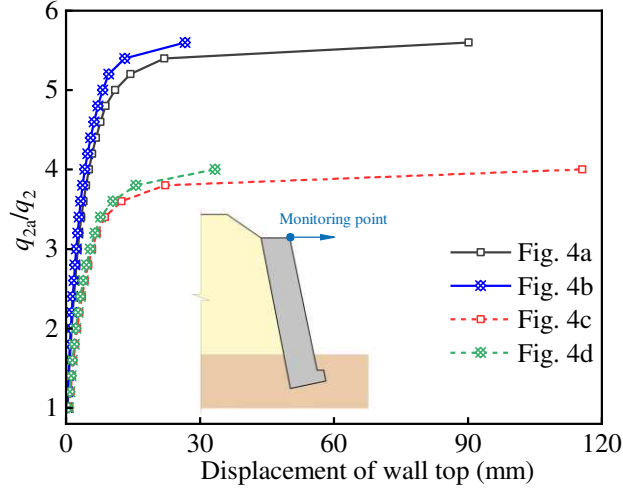 6
5
4
3
2
1
q2a/q2
Monitoring point
Fig. 4a
Fig. 4b
Fig. 4c
Fig. 4d
0 30 60 90 120
Displacement of wall top (mm)